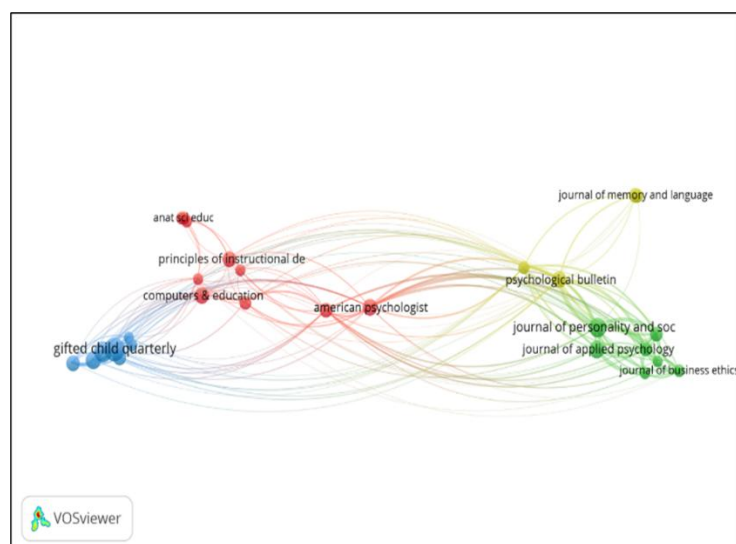 journal of memory and language
anat sci educ
principles of instructional de
psychological bulletin
computers & education
american psychologist
journal of personality and soc
gifted child quarterly
journal of applied psychology
journal of business ethics
VOSviewer